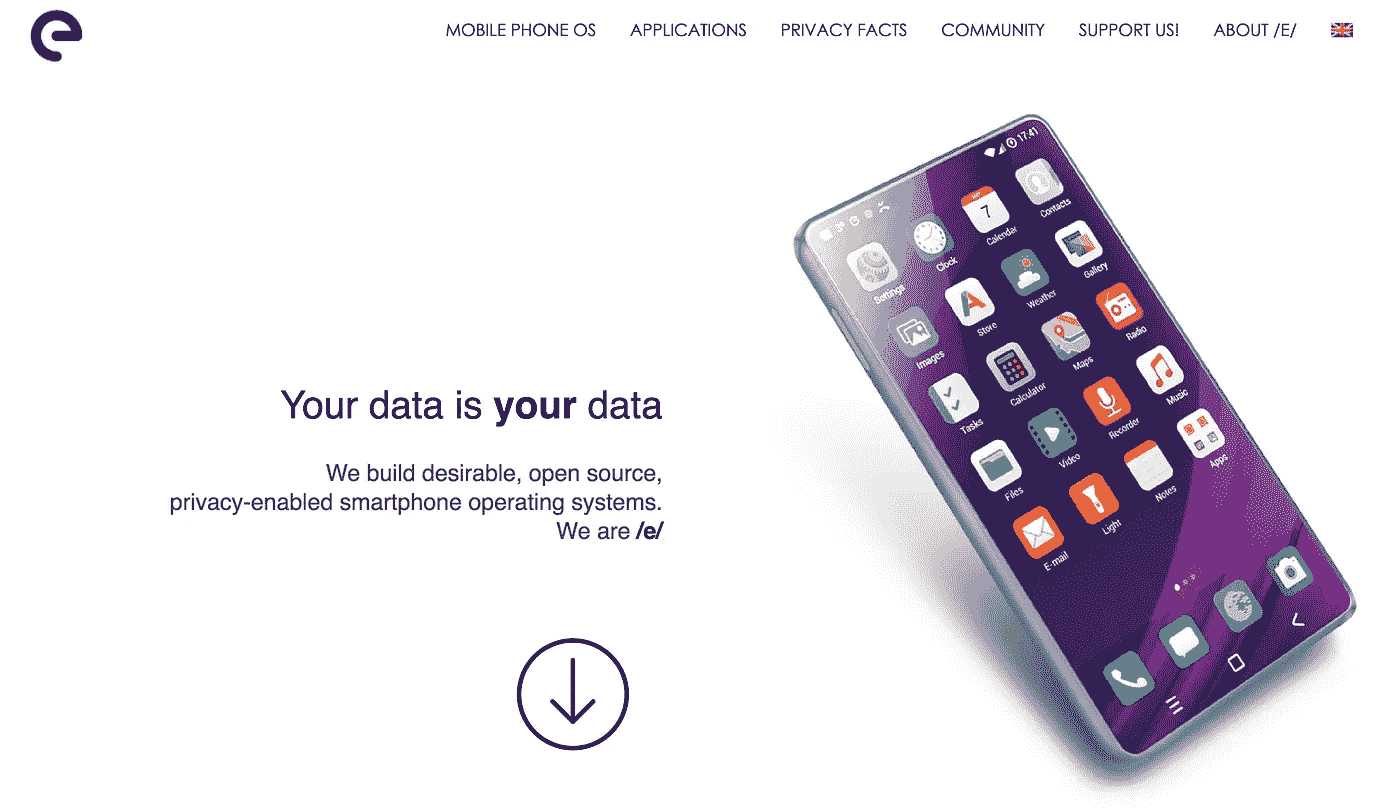 e
MOBILE PHONE OS APPLICATIONS PRIVACY FACTS COMMUNITY SUPPORT US! ABOUT /E/
17:41
Settings Clock Calendar Contacts
7
Images Store Weather Gallery
Tasks Calculator Maps Radio
Files Video Recorder Music
E-mail Light Notes Apps
Your data is your data
We build desirable, open source,
privacy-enabled smartphone operating systems.
We are /e/